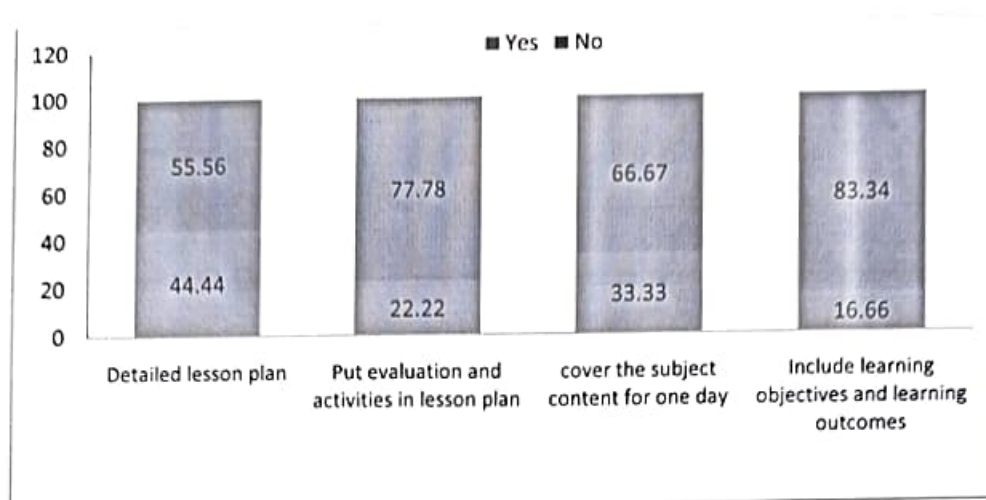 Yes No
120
100
80
60
40
20
0
55.56
77.78
66.67
83.34
44.44
22.22
33.33
16.66
Detailed lesson plan
Put evaluation and
activities in lesson plan
cover the subject
content for one day
Include learning
objectives and learning
outcomes